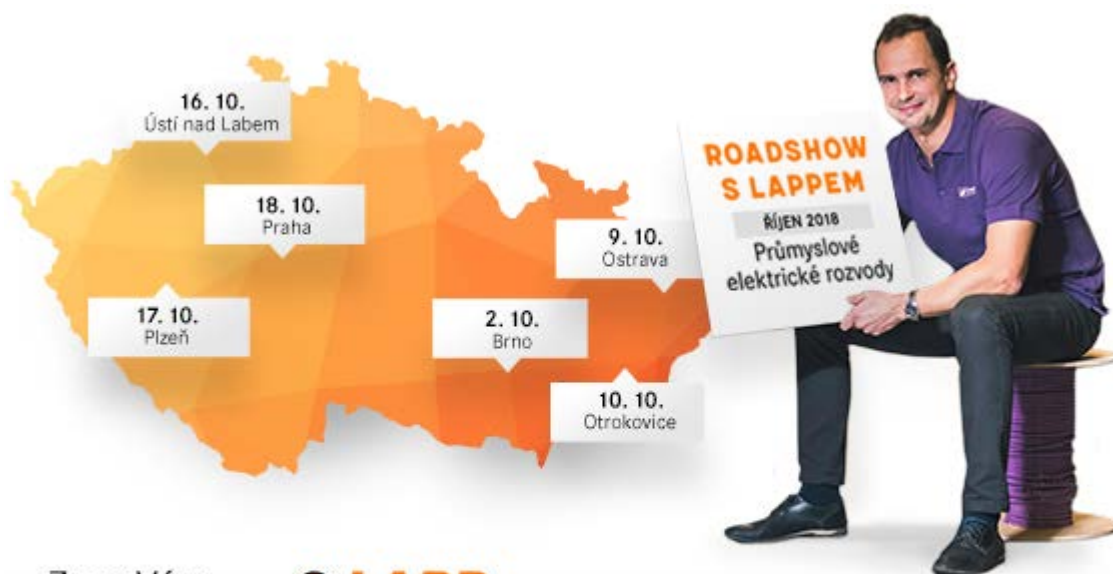 16. 10.
Ústí nad Labem
18. 10.
Praha
9. 10.
Ostrava
17. 10.
Plzeň
2. 10.
Brno
10. 10.
Otrokovice
ROADSHOW
S LAPPEM
ŘÍJEN 2018
Průmyslové
elektrické rozvody